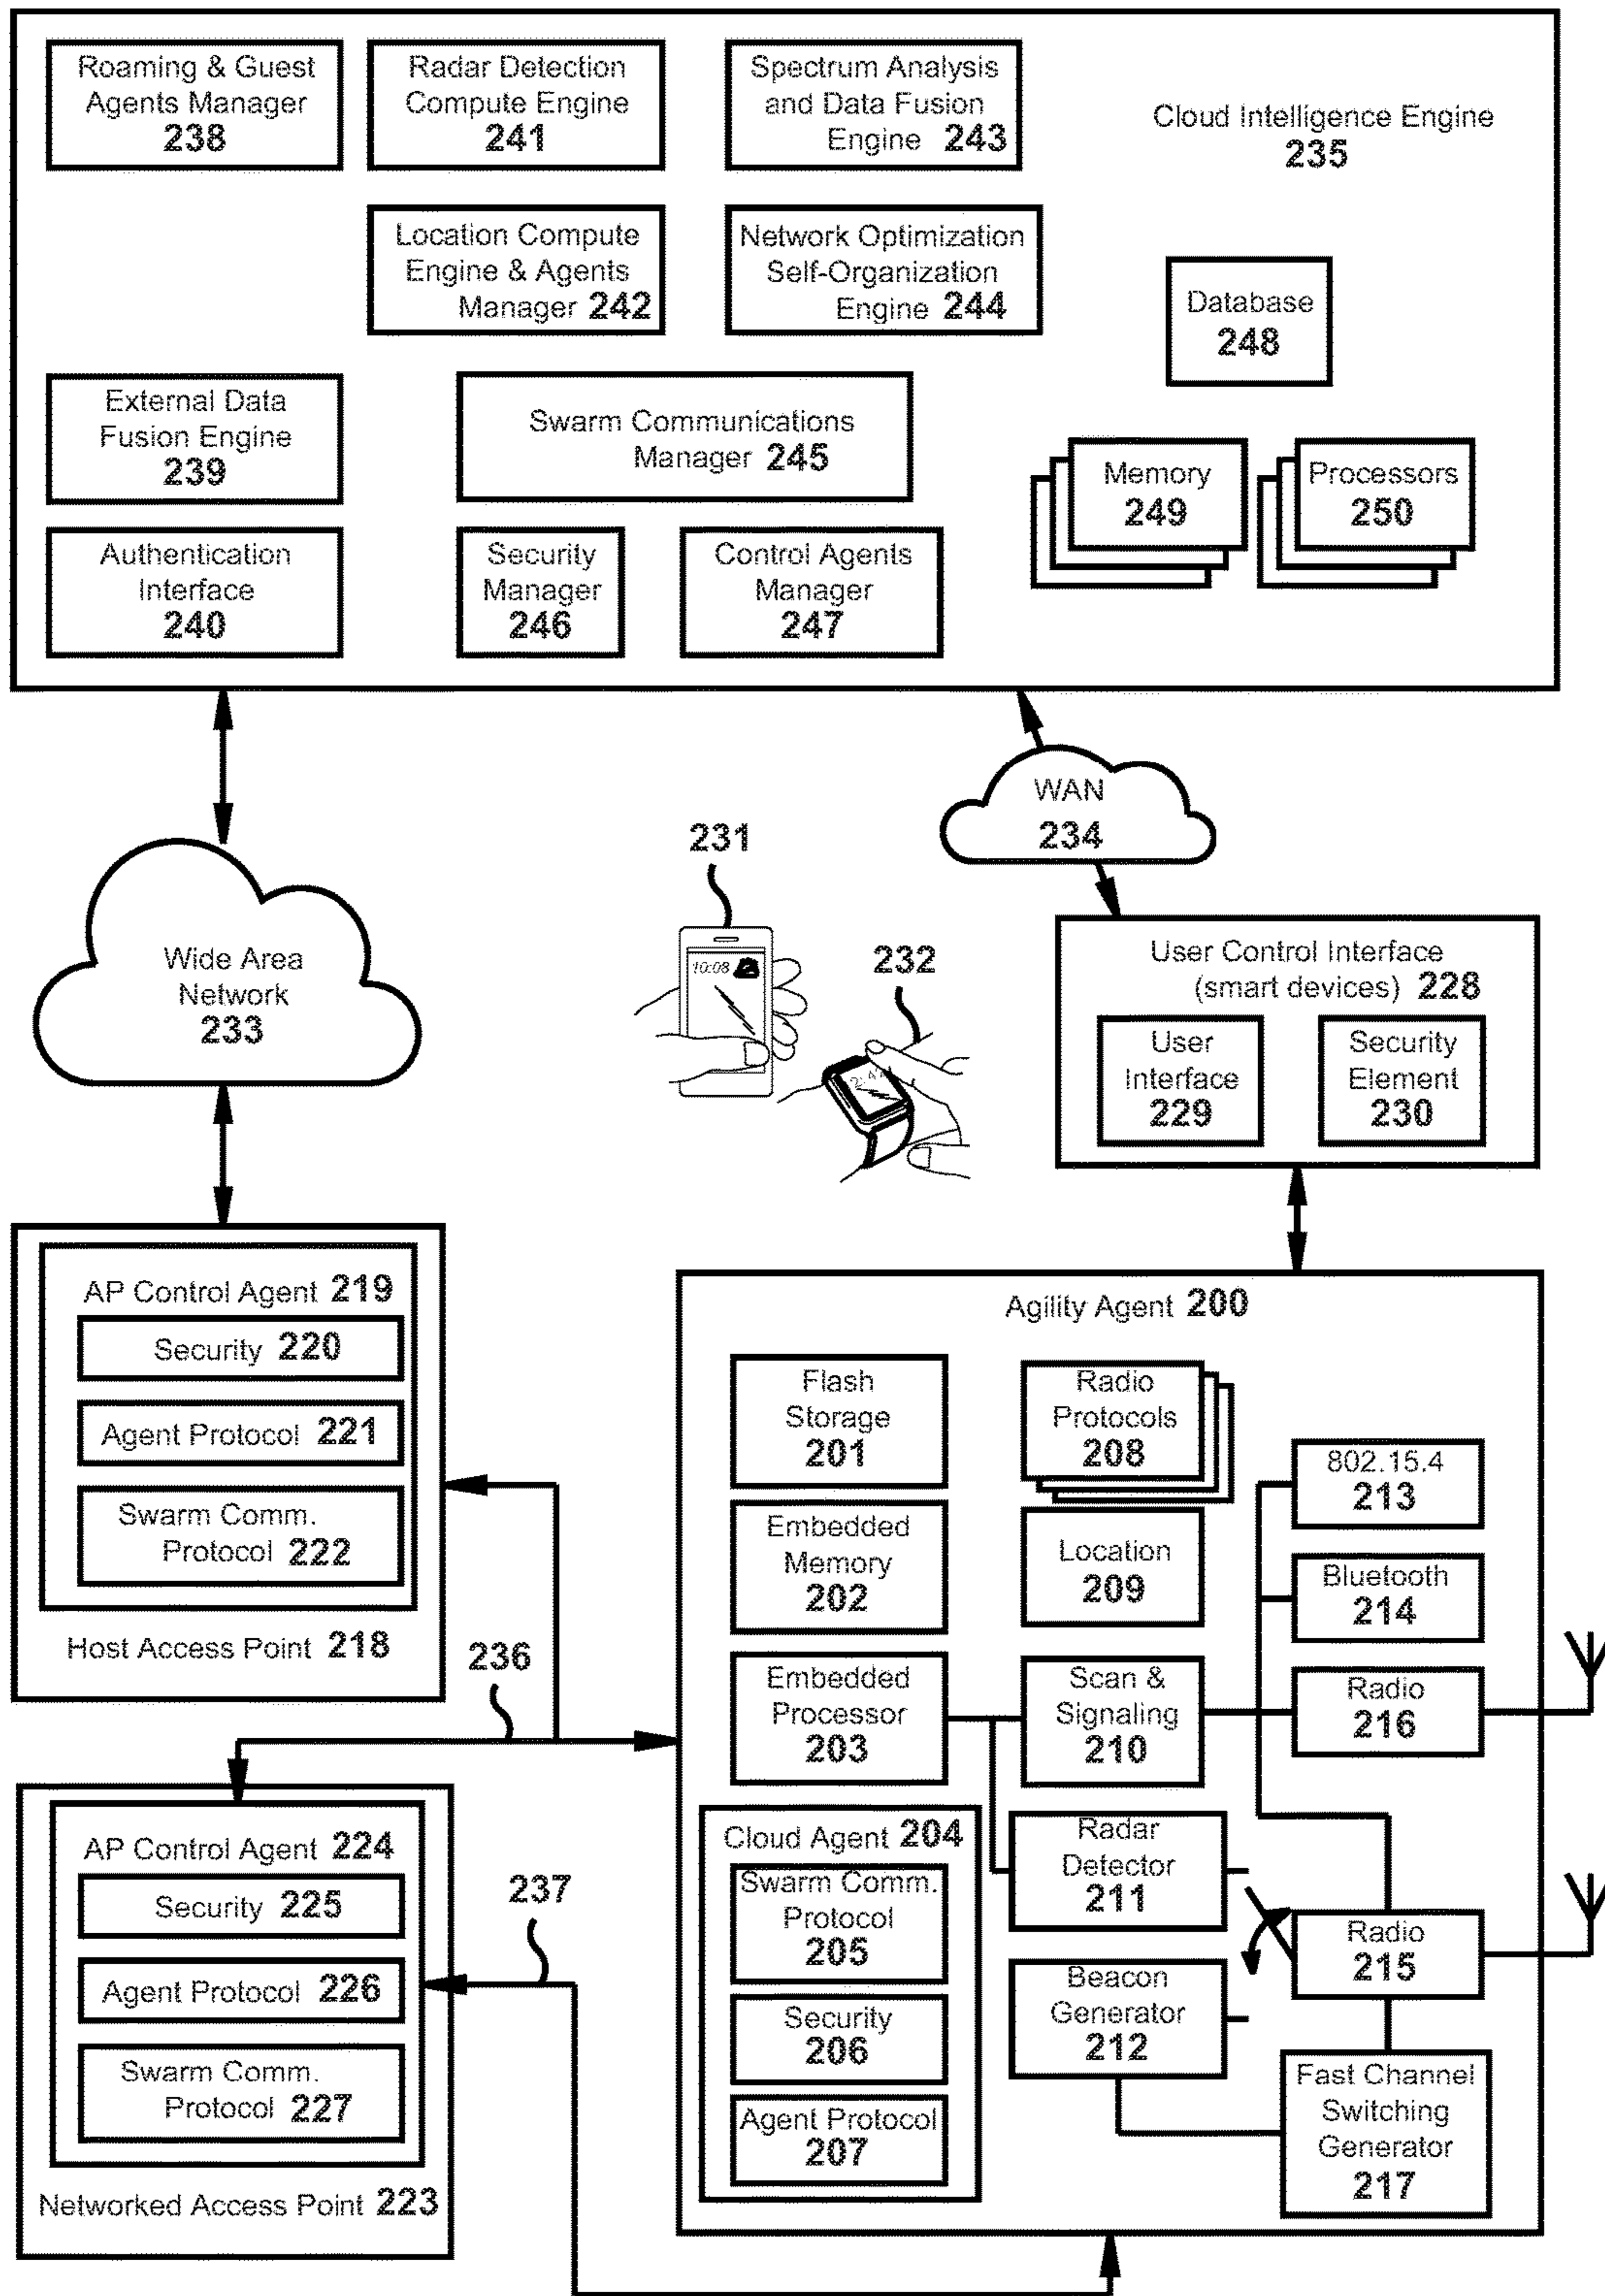 Roaming & Guest
Agents Manager
238
Radar Detection
Compute Engine
241
Spectrum Analysis
and Data Fusion
Engine 243
Cloud Intelligence Engine
235
Location Compute
Engine & Agents
Manager 242
Network Optimization
Self-Organization
Engine 244
Database
248
External Data
Fusion Engine
239
Swarm Communications
Manager 245
Memory
249
Processors
250
Authentication
Interface
240
Security
Manager
246
Control Agents
Manager
247
WAN
234
231
232
10:08
Wide Area
Network
233
User Control Interface
(smart devices) 228
User
Interface
229
Security
Element
230
AP Control Agent 219
Security 220
Agent Protocol 221
Swarm Comm.
Protocol 222
Host Access Point 218
236
AP Control Agent 224
Security 225
Agent Protocol 226
Swarm Comm.
Protocol 227
Networked Access Point 223
237
Agility Agent 200
Flash
Storage
201
Radio
Protocols
208
802.15.4
213
Embedded
Memory
202
Location
209
Bluetooth
214
Embedded
Processor
203
Scan &
Signaling
210
Radio
216
Cloud Agent 204
Swarm Comm.
Protocol
205
Security
206
Agent Protocol
207
Radar
Detector
211
Radio
215
Beacon
Generator
212
Fast Channel
Switching
Generator
217